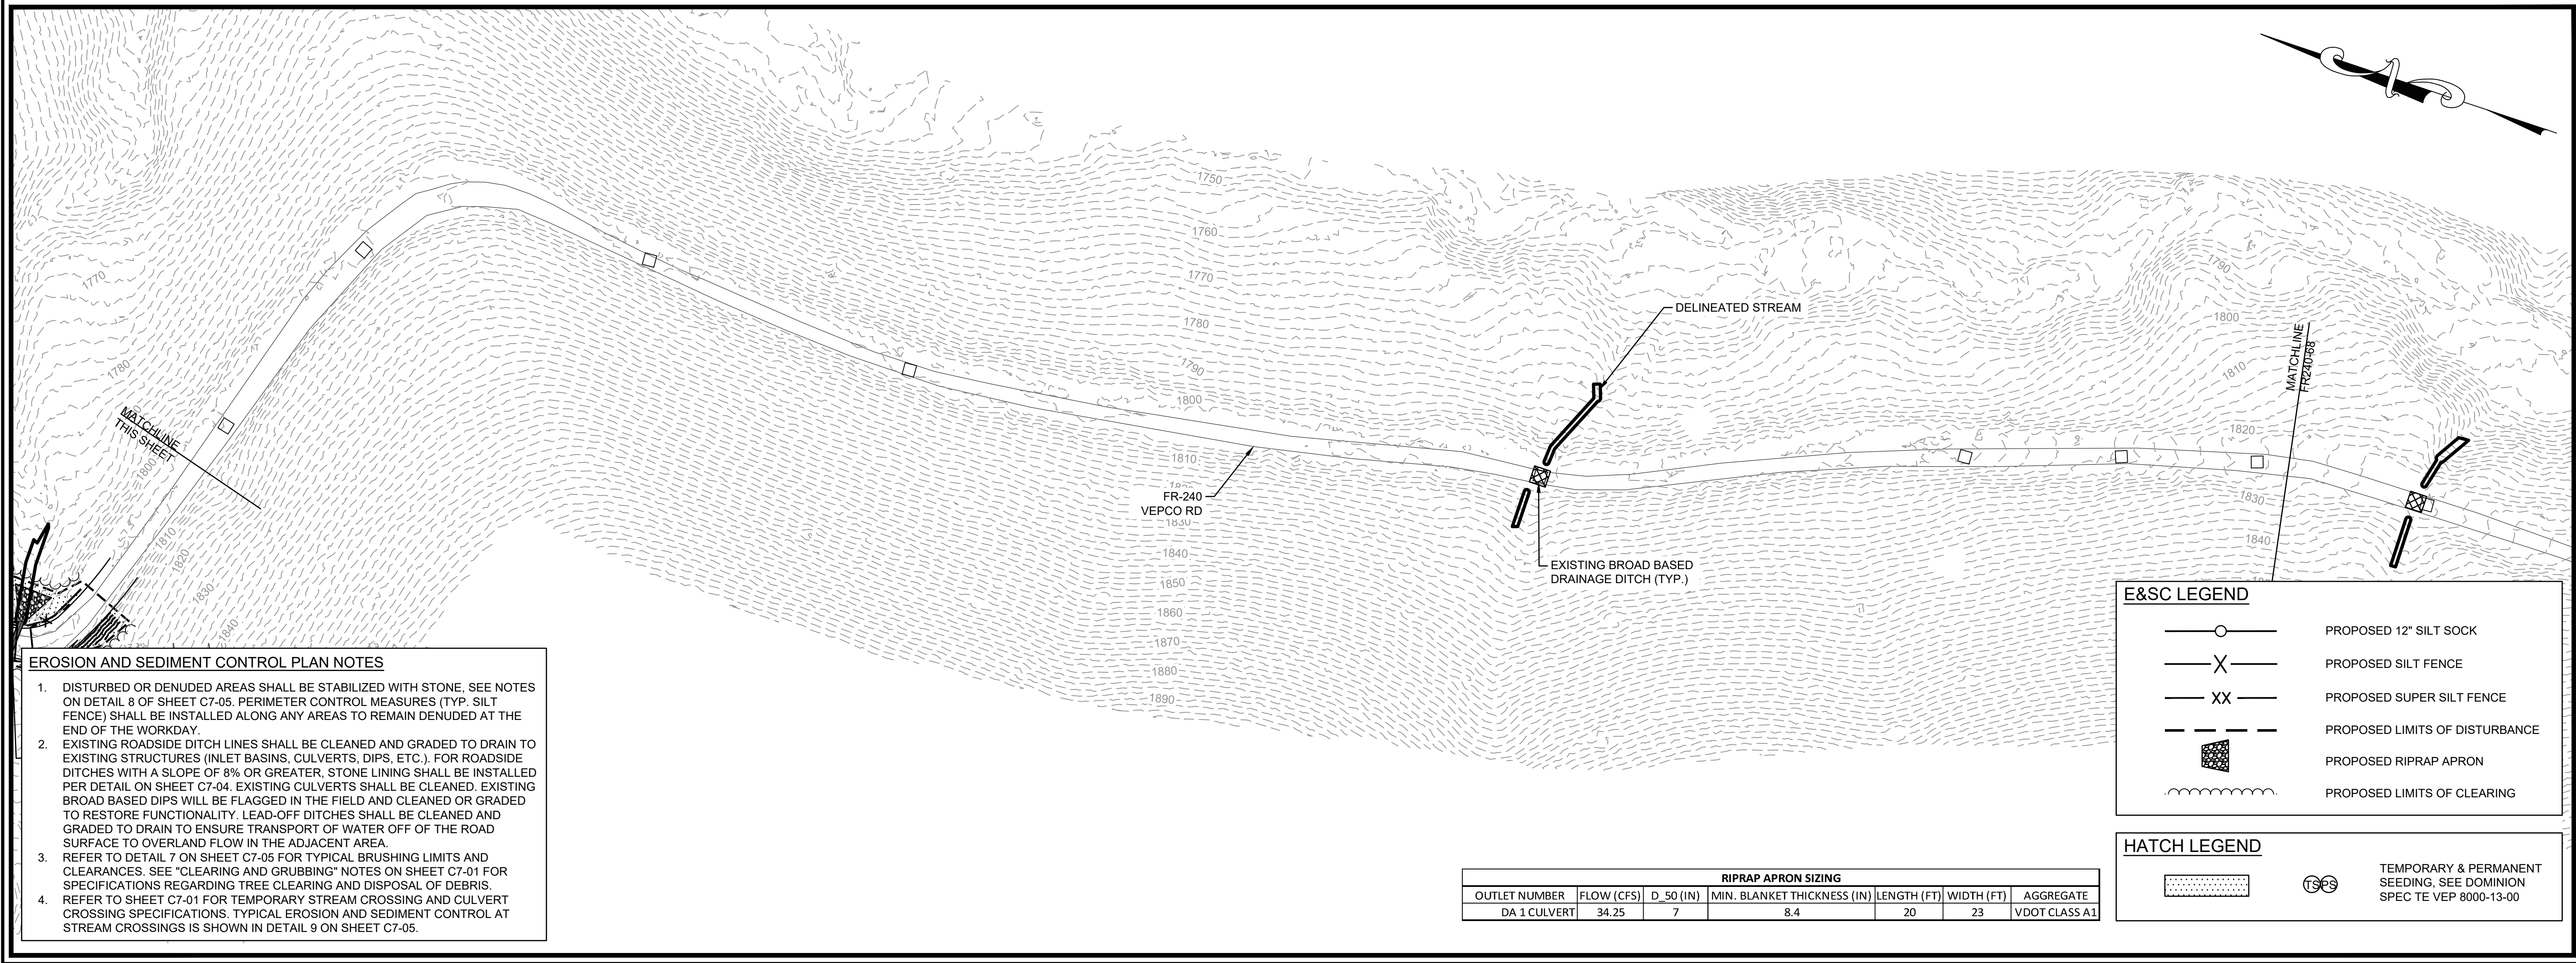 1750
1760
1770
1770
1780
1790
1800
1790
1800
1810
1820
1810
1830
1840
1850
1860
1870
1880
1890
1830
1840
1780
1770
1780
1800
1810
1820
1830
1840
MATCHLINE
THIS SHEET
MATCHLINE
FR240-68
DELINEATED STREAM
FR-240
VEPCO RD
EXISTING BROAD BASED
DRAINAGE DITCH (TYP.)
EROSION AND SEDIMENT CONTROL PLAN NOTES
1. DISTURBED OR DENUDED AREAS SHALL BE STABILIZED WITH STONE, SEE NOTES
ON DETAIL 8 OF SHEET C7-05. PERIMETER CONTROL MEASURES (TYP. SILT
FENCE) SHALL BE INSTALLED ALONG ANY AREAS TO REMAIN DENUDED AT THE
END OF THE WORKDAY.
2. EXISTING ROADSIDE DITCH LINES SHALL BE CLEANED AND GRADED TO DRAIN TO
EXISTING STRUCTURES (INLET BASINS, CULVERTS, DIPS, ETC.). FOR ROADSIDE
DITCHES WITH A SLOPE OF 8% OR GREATER, STONE LINING SHALL BE INSTALLED
PER DETAIL ON SHEET C7-04. EXISTING CULVERTS SHALL BE CLEANED. EXISTING
BROAD BASED DIPS WILL BE FLAGGED IN THE FIELD AND CLEANED OR GRADED
TO RESTORE FUNCTIONALITY. LEAD-OFF DITCHES SHALL BE CLEANED AND
GRADED TO DRAIN TO ENSURE TRANSPORT OF WATER OFF OF THE ROAD
SURFACE TO OVERLAND FLOW IN THE ADJACENT AREA.
3. REFER TO DETAIL 7 ON SHEET C7-05 FOR TYPICAL BRUSHING LIMITS AND
CLEARANCES. SEE "CLEARING AND GRUBBING" NOTES ON SHEET C7-01 FOR
SPECIFICATIONS REGARDING TREE CLEARING AND DISPOSAL OF DEBRIS.
4. REFER TO SHEET C7-01 FOR TEMPORARY STREAM CROSSING AND CULVERT
CROSSING SPECIFICATIONS. TYPICAL EROSION AND SEDIMENT CONTROL AT
STREAM CROSSINGS IS SHOWN IN DETAIL 9 ON SHEET C7-05.
RIPRAP APRON SIZING
OUTLET NUMBER FLOW (CFS) D_50 (IN) MIN. BLANKET THICKNESS (IN) LENGTH (FT) WIDTH (FT) AGGREGATE
DA 1 CULVERT 34.25 7 8.4 20 23 VDOT CLASS A1
E&SC LEGEND
PROPOSED 12" SILT SOCK
X PROPOSED SILT FENCE
XX PROPOSED SUPER SILT FENCE
PROPOSED LIMITS OF DISTURBANCE
PROPOSED RIPRAP APRON
PROPOSED LIMITS OF CLEARING
HATCH LEGEND
TS PS
TEMPORARY & PERMANENT
SEEDING, SEE DOMINION
SPEC TE VEP 8000-13-00